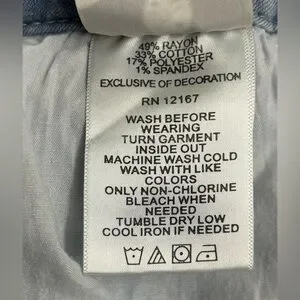 49% RAYON
33% COTTON
17% POLYESTER
1% SPANDEX
EXCLUSIVE OF DECORATION
RN 12167
WASH BEFORE
WEARING
TURN GARMENT
INSIDE OUT
MACHINE WASH COLD
WASH WITH LIKE
COLORS
ONLY NON-CHLORINE
BLEACH WHEN
NEEDED
TUMBLE DRY LOW
COOL IRON IF NEEDED